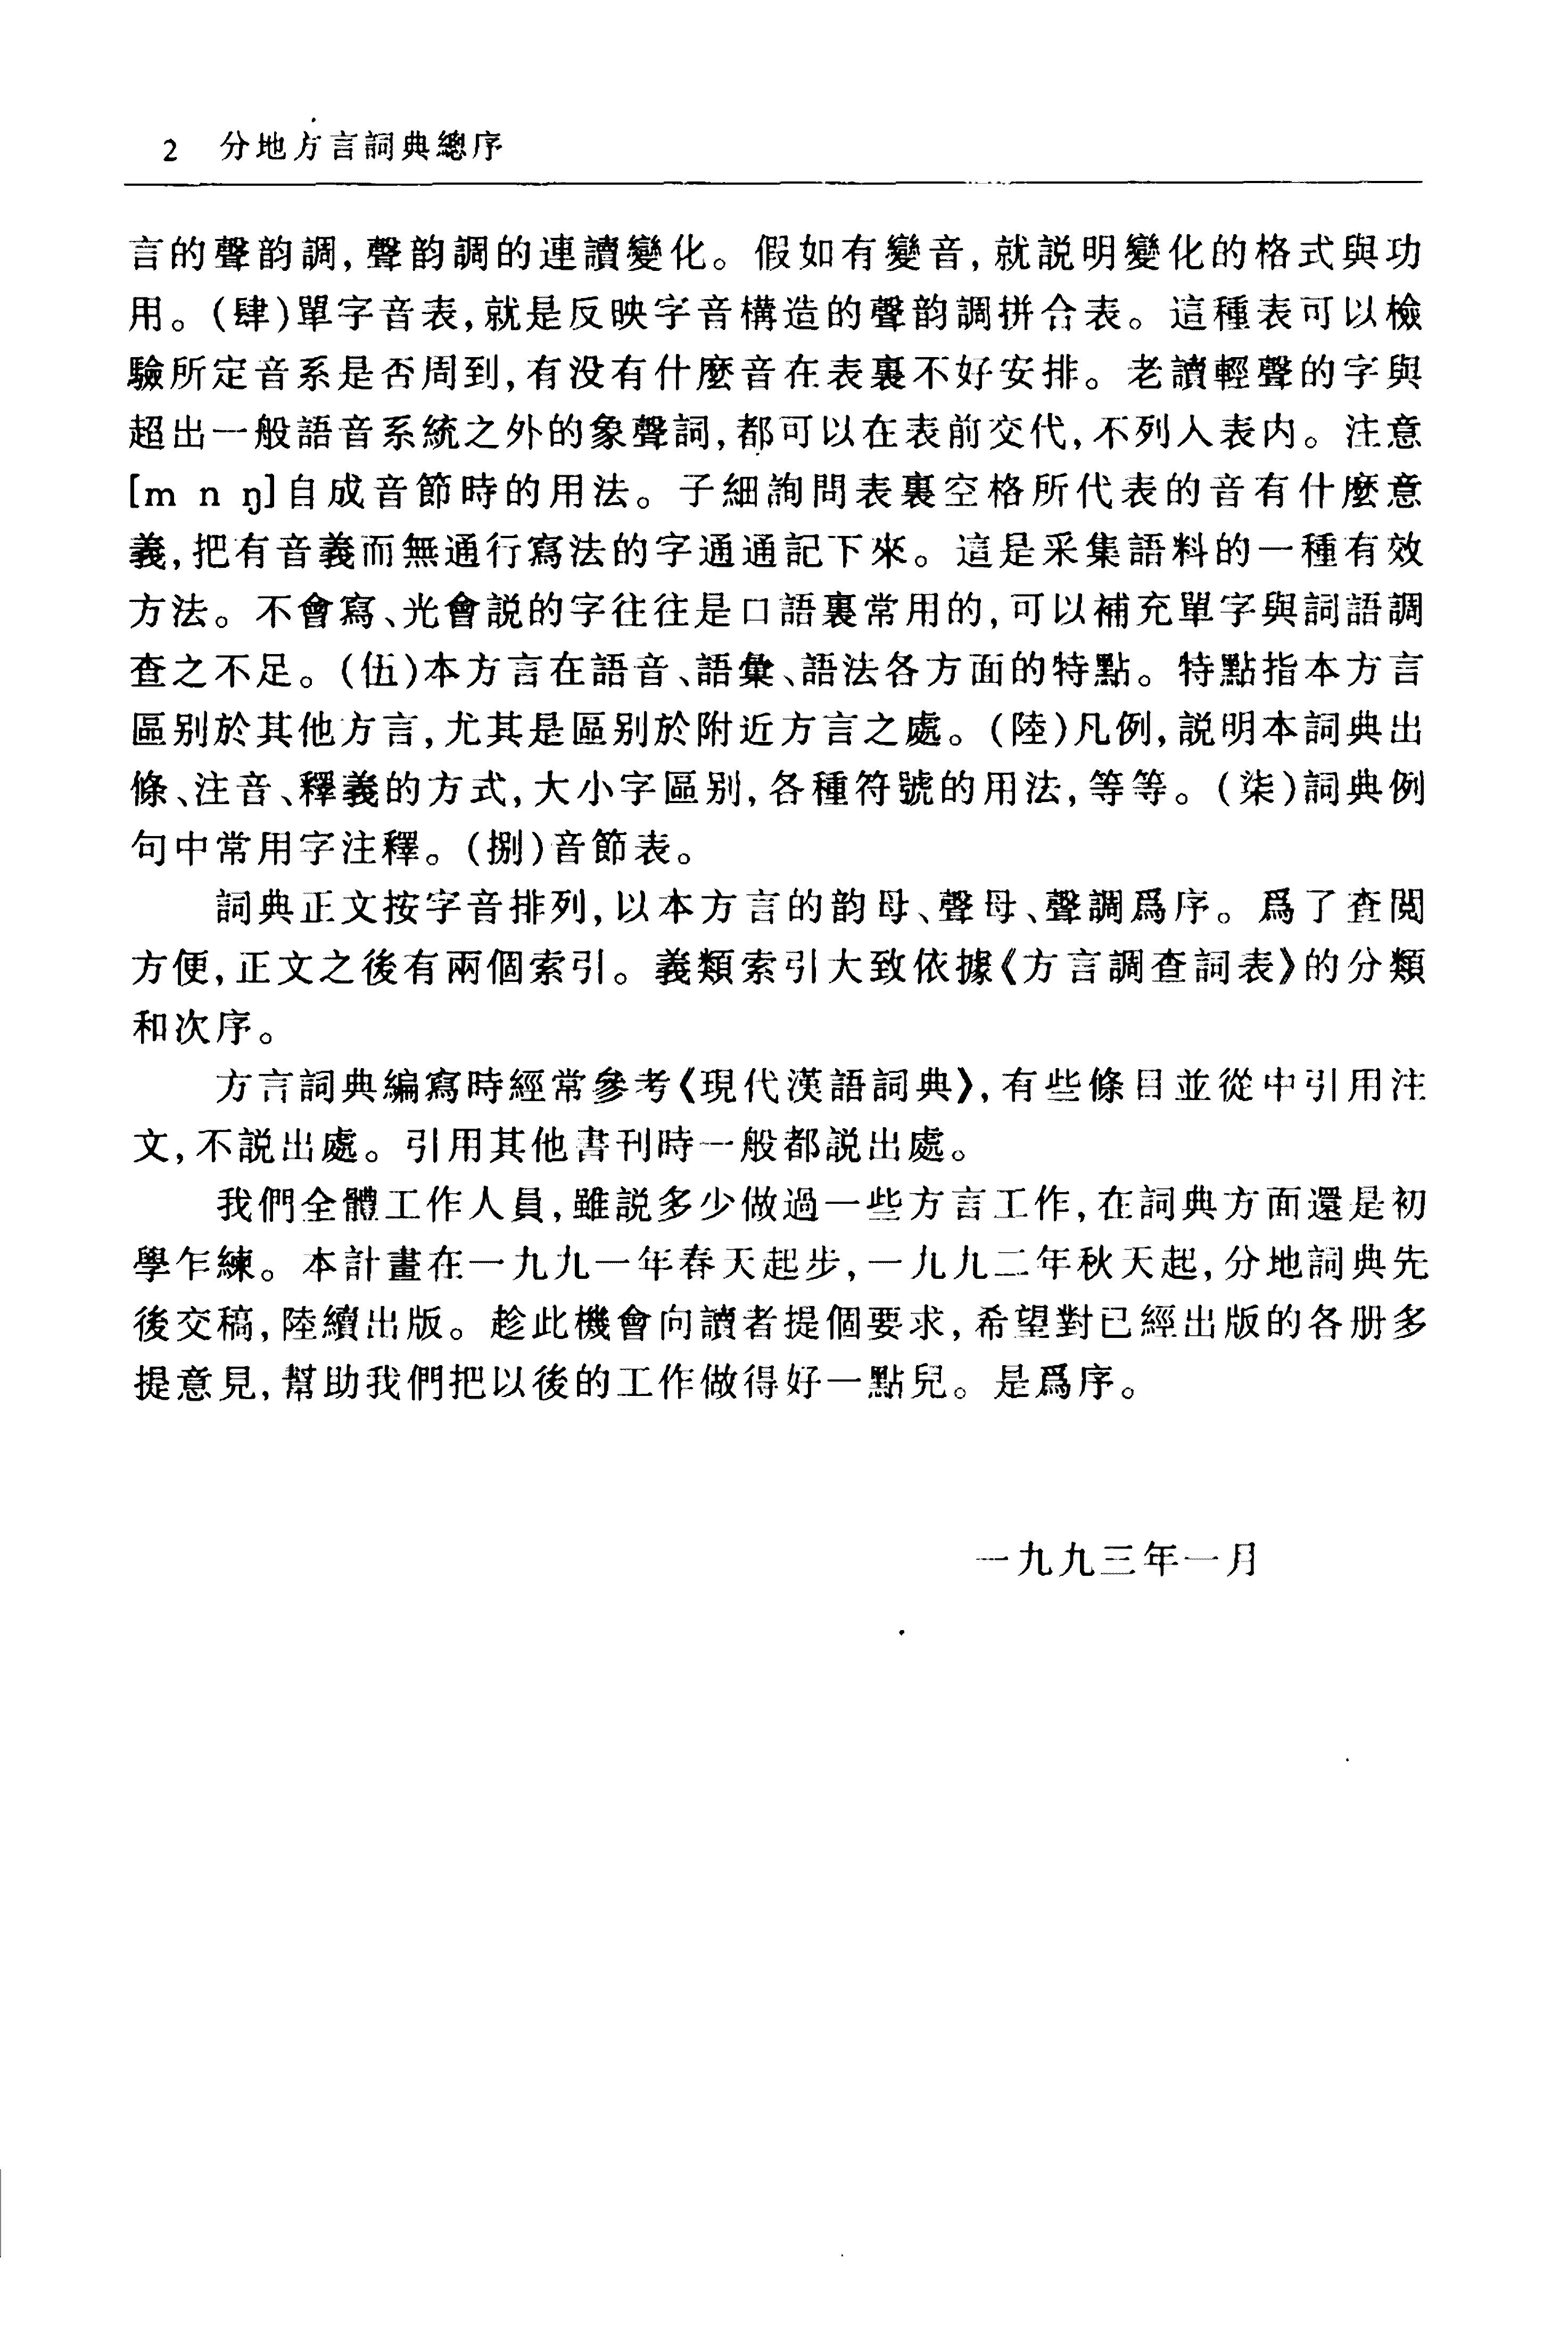 2 分地方言詞典總序
言的聲韵調,聲韵調的連讀變化。假如有變音,就説明變化的格式與功
用。(肆)單字音表,就是反映字音構造的聲韵調拼合表。這種表可以檢
驗所定音系是否周到,有没有什麽音在表裏不好安排。老讀輕聲的字與
超出一般語音系統之外的象聲詞,都可以在表前交代,不列入表内。注意
[m n ŋ]自成音節時的用法。子細詢問表裏空格所代表的音有什麽意
義,把有音義而無通行寫法的字通通記下來。這是采集語料的一種有效
方法。不會寫、光會説的字往往是口語裏常用的,可以補充單字與詞語調
查之不足。(伍)本方言在語音、語彙、語法各方面的特點。特點指本方言
區别於其他方言,尤其是區别於附近方言之處。(陸)凡例,説明本詞典出
條、注音、釋義的方式,大小字區别,各種符號的用法,等等。(柒)詞典例
句中常用字注釋。(捌)音節表。
詞典正文按字音排列,以本方言的韵母、聲母、聲調爲序。爲了查閲
方便,正文之後有兩個索引。義類索引大致依據《方言調查詞表》的分類
和次序。
方言詞典編寫時經常參考《現代漢語詞典》,有些條目並從中引用注
文,不説出處。引用其他書刊時一般都説出處。
我們全體工作人員,雖説多少做過一些方言工作,在詞典方面還是初
學乍練。本計畫在一九九一年春天起步,一九九二年秋天起,分地詞典先
後交稿,陸續出版。趁此機會向讀者提個要求,希望對已經出版的各册多
提意見,幫助我們把以後的工作做得好一點兒。是爲序。
一九九三年一月